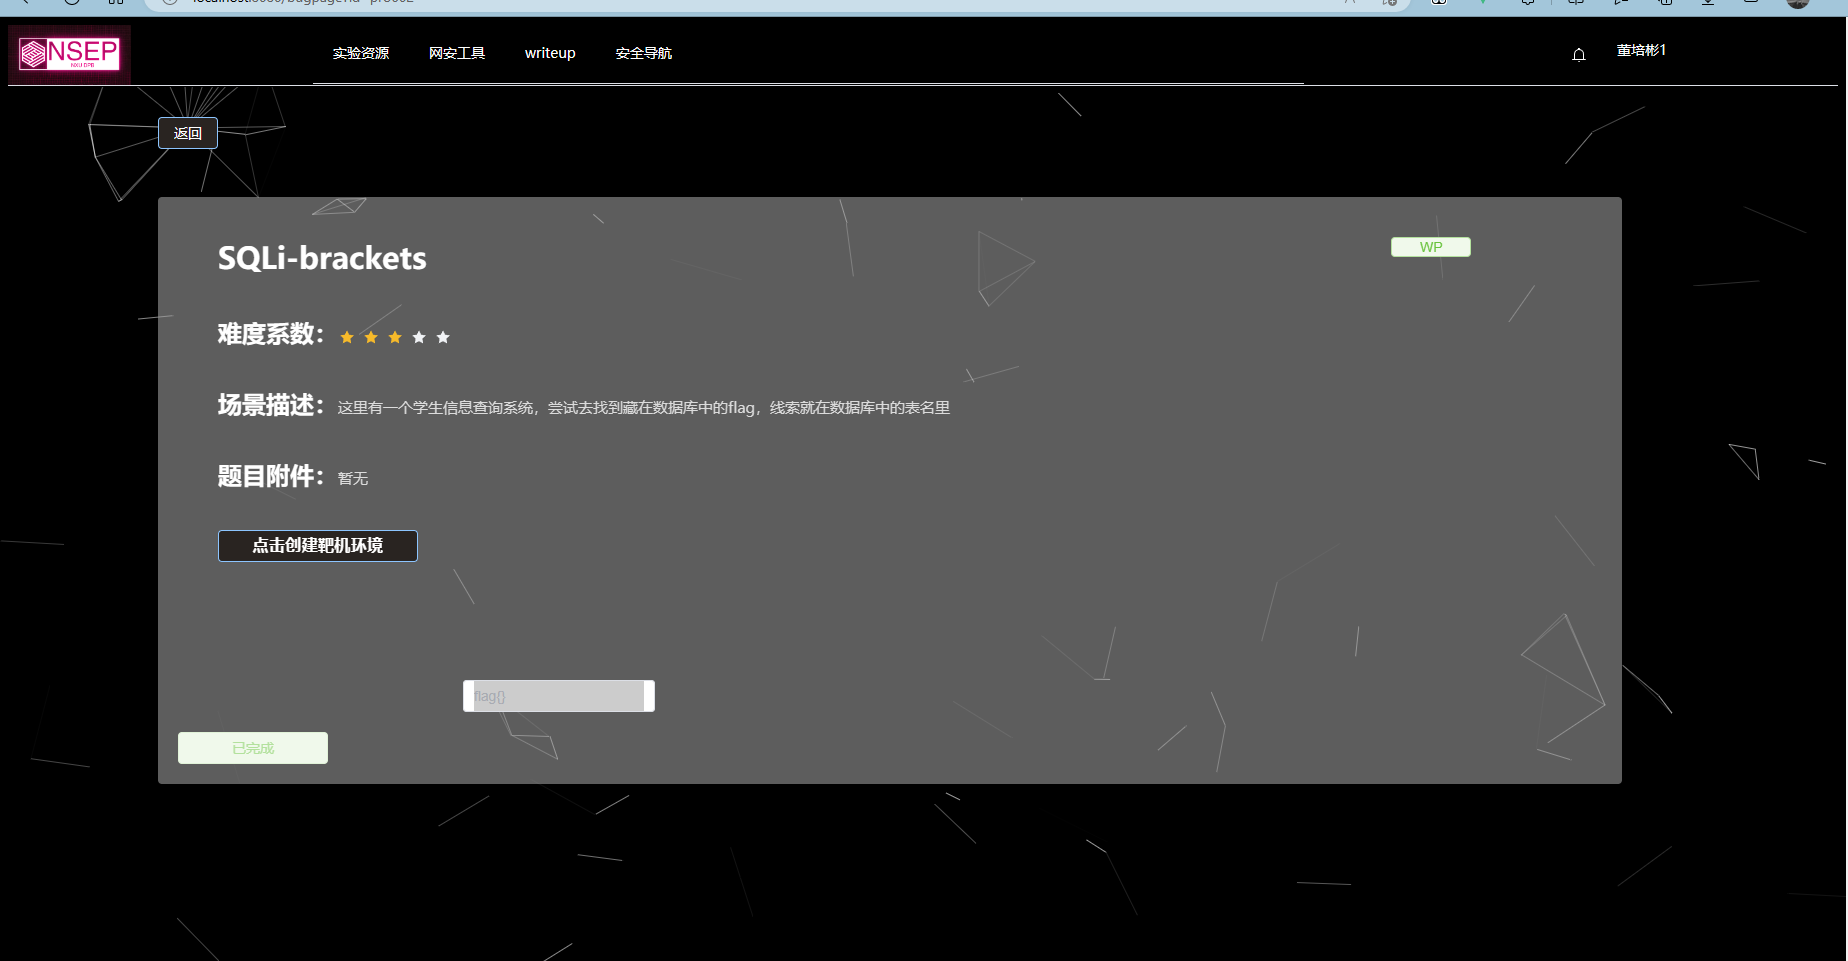 NSEP
NXU DPB
实验资源 网安工具 writeup 安全导航
董培彬1
返回
SQLi-brackets
WP
难度系数：
场景描述： 这里有一个学生信息查询系统，尝试去找到藏在数据库中的flag，线索就在数据库中的表名里
题目附件： 暂无
点击创建靶机环境
flag{}
已完成